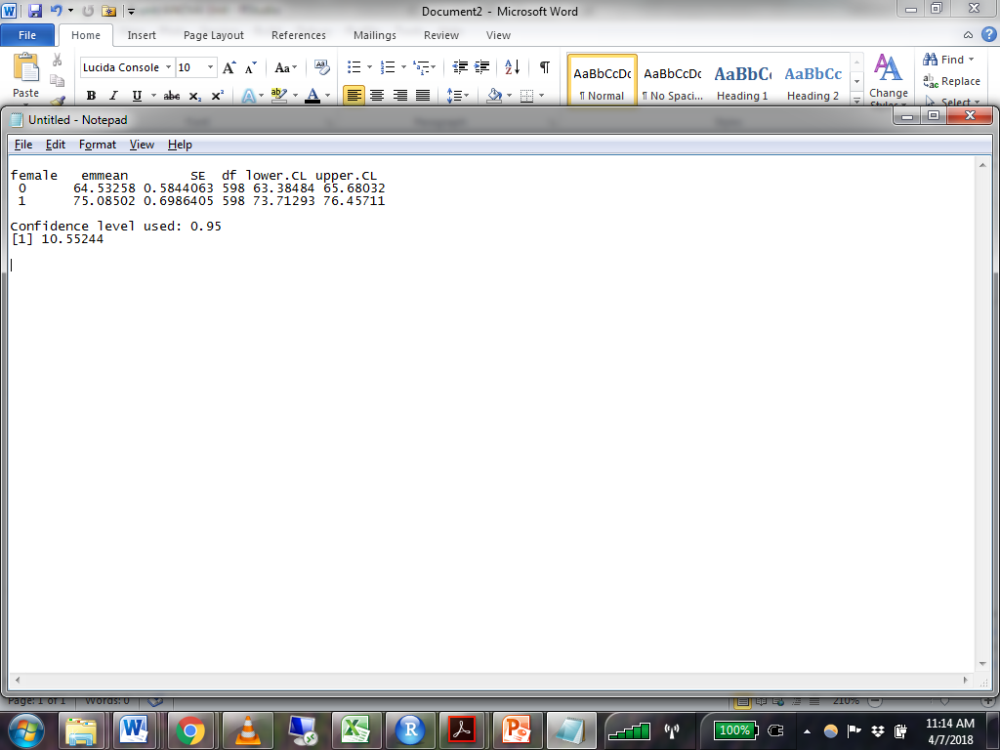 Document2 - Microsoft Word
File Home Insert Page Layout References Mailings Review View
Lucida Console 10
Paste
AaBbCcDc AaBbCcDc AaBbC AaBbCc
¶ Normal ¶ No Spaci... Heading 1 Heading 2
Change
Find
Replace
Select
Untitled - Notepad
File Edit Format View Help
female emmean SE df lower.CL upper.CL
0 64.53258 0.5844063 598 63.38484 65.68032
1 75.08502 0.6986405 598 73.71293 76.45711
Confidence level used: 0.95
[1] 10.55244
Page: 1 of 1 Words: 0 210%
100%
11:14 AM
4/7/2018